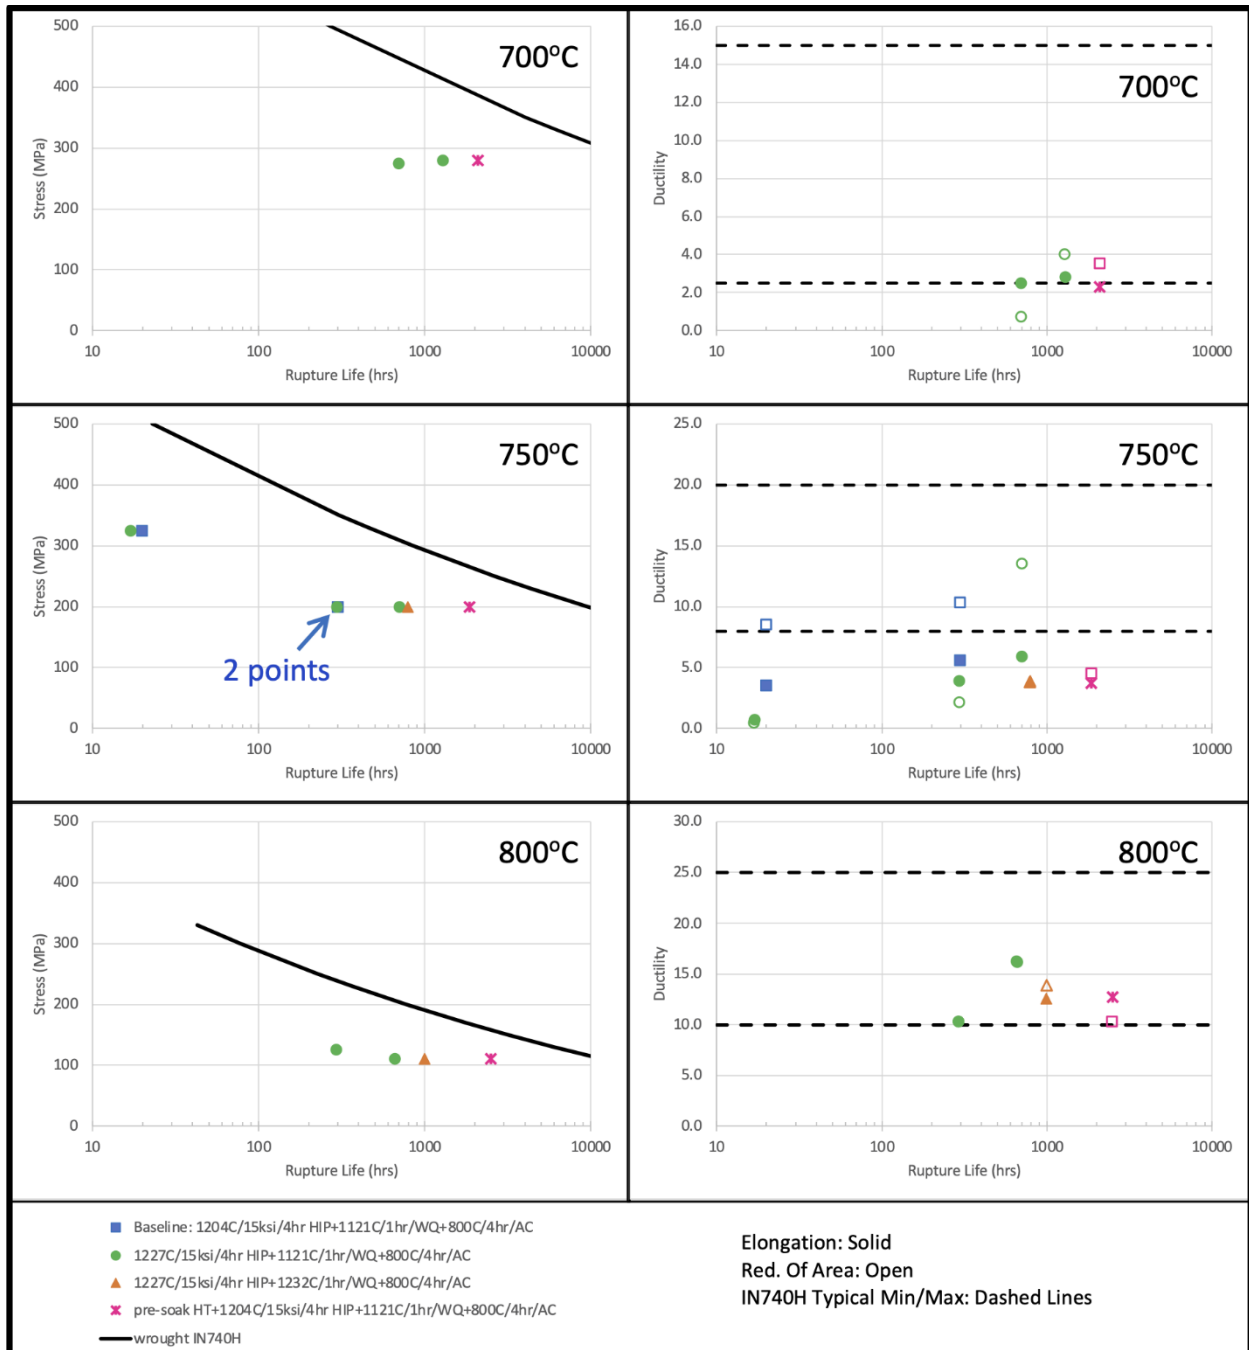 500
400
300
200
100
0
10
100
1000
10000
Stress (MPa)
Rupture Life (hrs)
700°C
16.0
14.0
12.0
10.0
8.0
6.0
4.0
2.0
0.0
10
100
1000
10000
Ductility
Rupture Life (hrs)
700°C
500
400
300
200
100
0
10
100
1000
10000
Stress (MPa)
Rupture Life (hrs)
750°C
2 points
25.0
20.0
15.0
10.0
5.0
0.0
10
100
1000
10000
Ductility
Rupture Life (hrs)
750°C
500
400
300
200
100
0
10
100
1000
10000
Stress (MPa)
Rupture Life (hrs)
800°C
30.0
25.0
20.0
15.0
10.0
5.0
0.0
10
100
1000
10000
Ductility
Rupture Life (hrs)
800°C
Baseline: 1204C/15ksi/4hr HIP+1121C/1hr/WQ+800C/4hr/AC
1227C/15ksi/4hr HIP+1121C/1hr/WQ+800C/4hr/AC
1227C/15ksi/4hr HIP+1232C/1hr/WQ+800C/4hr/AC
pre-soak HT+1204C/15ksi/4hr HIP+1121C/1hr/WQ+800C/4hr/AC
wrought IN740H
Elongation: Solid
Red. Of Area: Open
IN740H Typical Min/Max: Dashed Lines